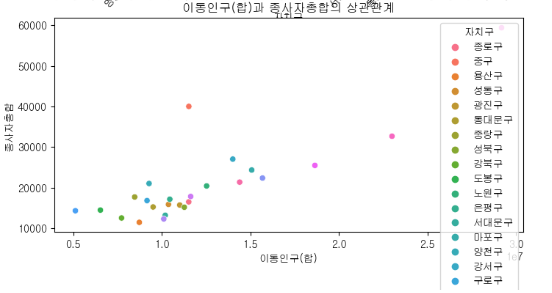 이동인구(합)과 종사자총합의 상관관계
자치구
60000
50000
40000
30000
20000
10000
종사자총합
0.5
1.0
1.5
2.0
2.5
3.0
1e7
이동인구(합)
자치구
종로구
중구
용산구
성동구
광진구
동대문구
중랑구
성북구
강북구
도봉구
노원구
은평구
서대문구
마포구
양천구
강서구
구로구